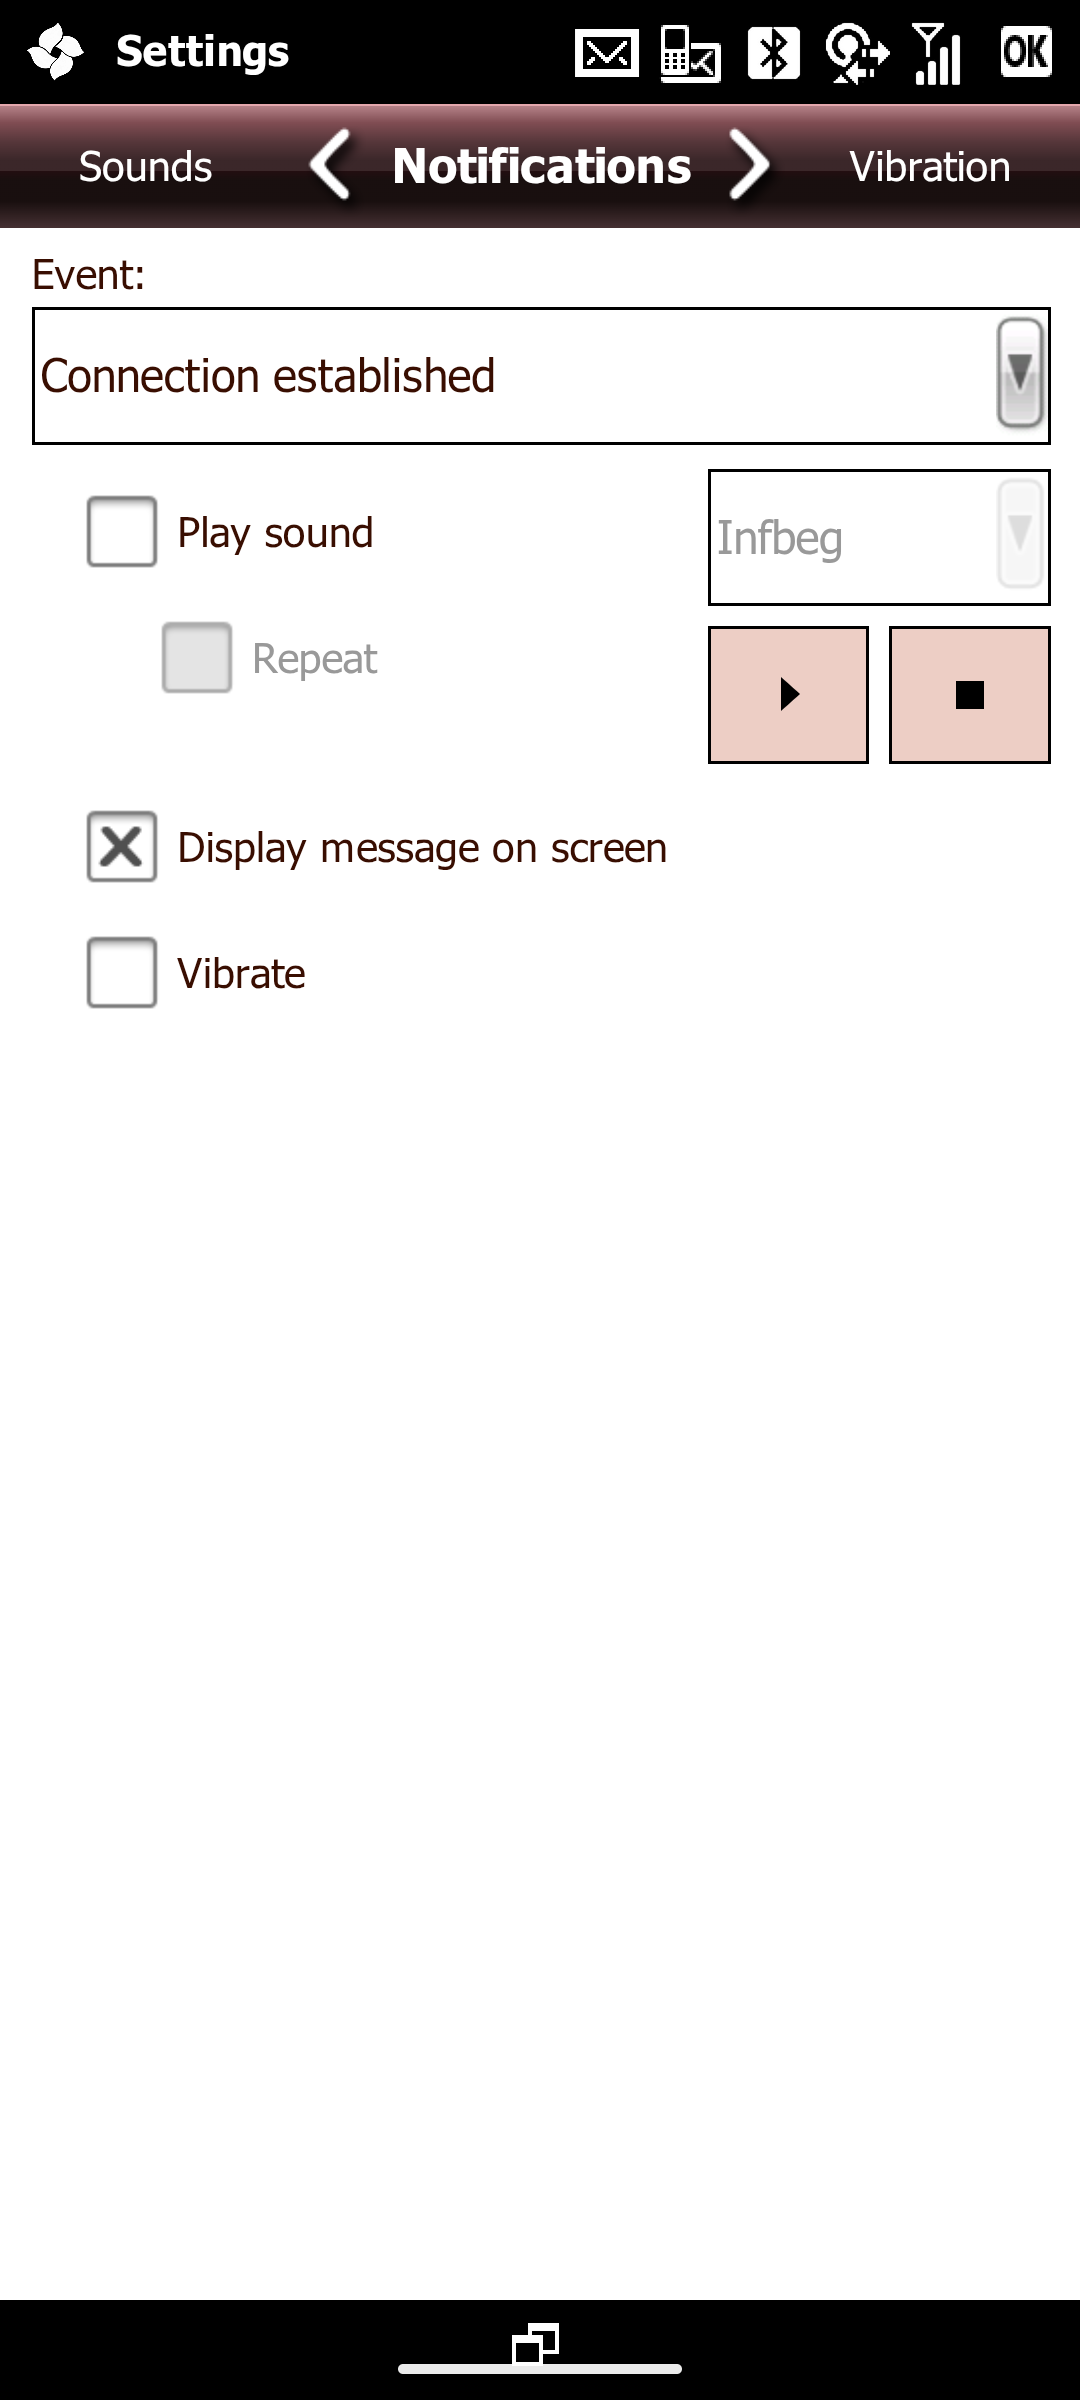 Settings
OK
Sounds
Notifications
Vibration
Event:
Connection established
Play sound
Infbeg
Repeat
Display message on screen
Vibrate